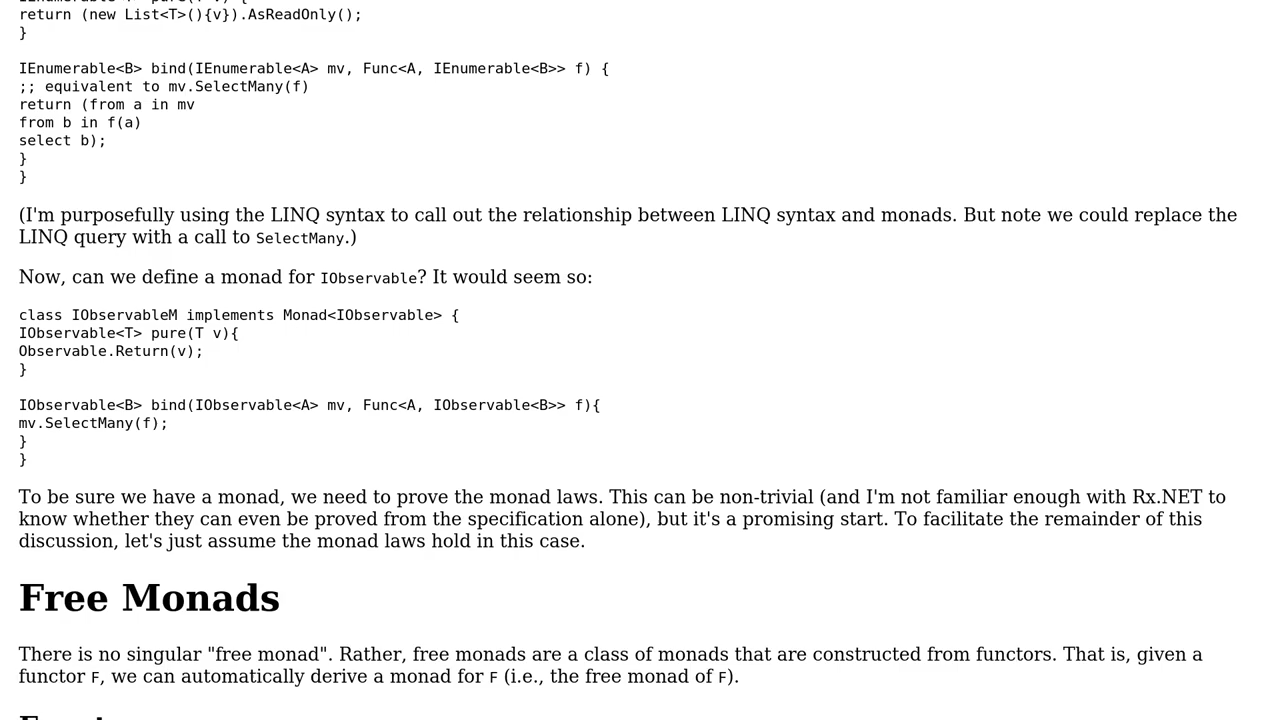 return (new List<T>(){v}).AsReadOnly();
}
IEnumerable<B> bind(IEnumerable<A> mv, Func<A, IEnumerable<B>> f) {
;; equivalent to mv.SelectMany(f)
return (from a in mv
from b in f(a)
select b);
}
}
(I'm purposefully using the LINQ syntax to call out the relationship between LINQ syntax and monads. But note we could replace the
LINQ query with a call to SelectMany.)
Now, can we define a monad for IObservable? It would seem so:
class IObservableM implements Monad<IObservable> {
IObservable<T> pure(T v){
Observable.Return(v);
}
IObservable<B> bind(IObservable<A> mv, Func<A, IObservable<B>> f){
mv.SelectMany(f);
}
}
To be sure we have a monad, we need to prove the monad laws. This can be non-trivial (and I'm not familiar enough with Rx.NET to
know whether they can even be proved from the specification alone), but it's a promising start. To facilitate the remainder of this
discussion, let's just assume the monad laws hold in this case.
Free Monads
There is no singular "free monad". Rather, free monads are a class of monads that are constructed from functors. That is, given a
functor F, we can automatically derive a monad for F (i.e., the free monad of F).